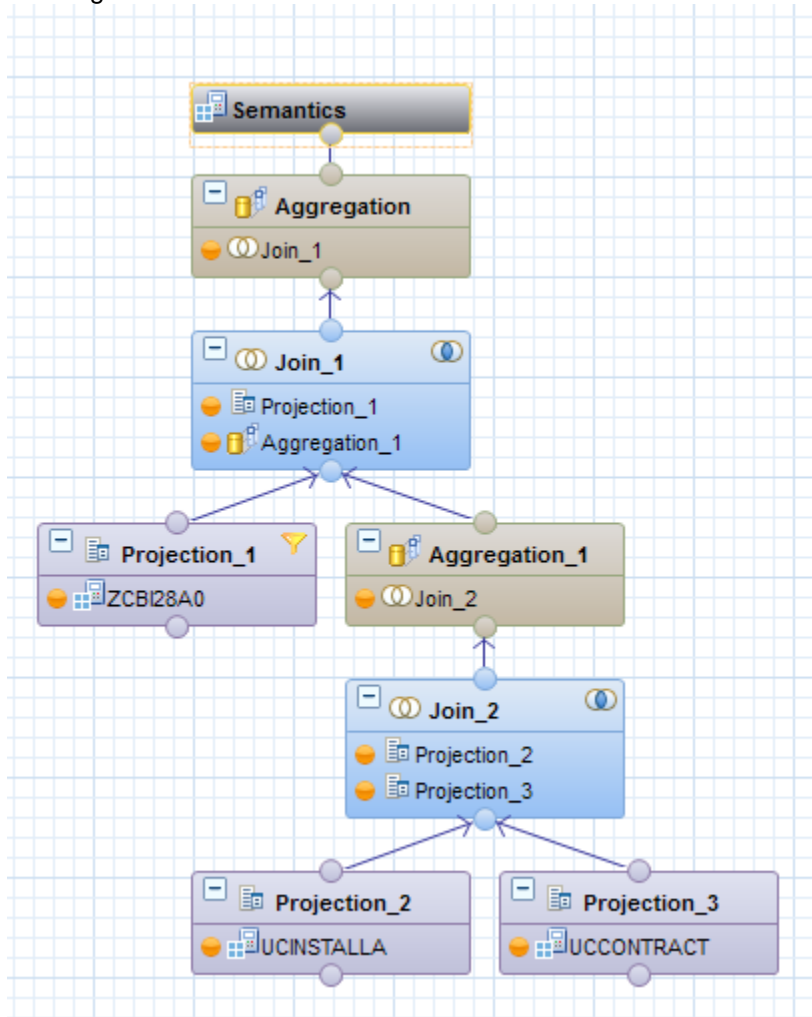 Semantics
Aggregation
Join_1
Join_1
Projection_1
Aggregation_1
Projection_1
ZCBI28A0
Aggregation_1
Join_2
Join_2
Projection_2
Projection_3
Projection_2
UCINSTALLA
Projection_3
UCCONTRACT